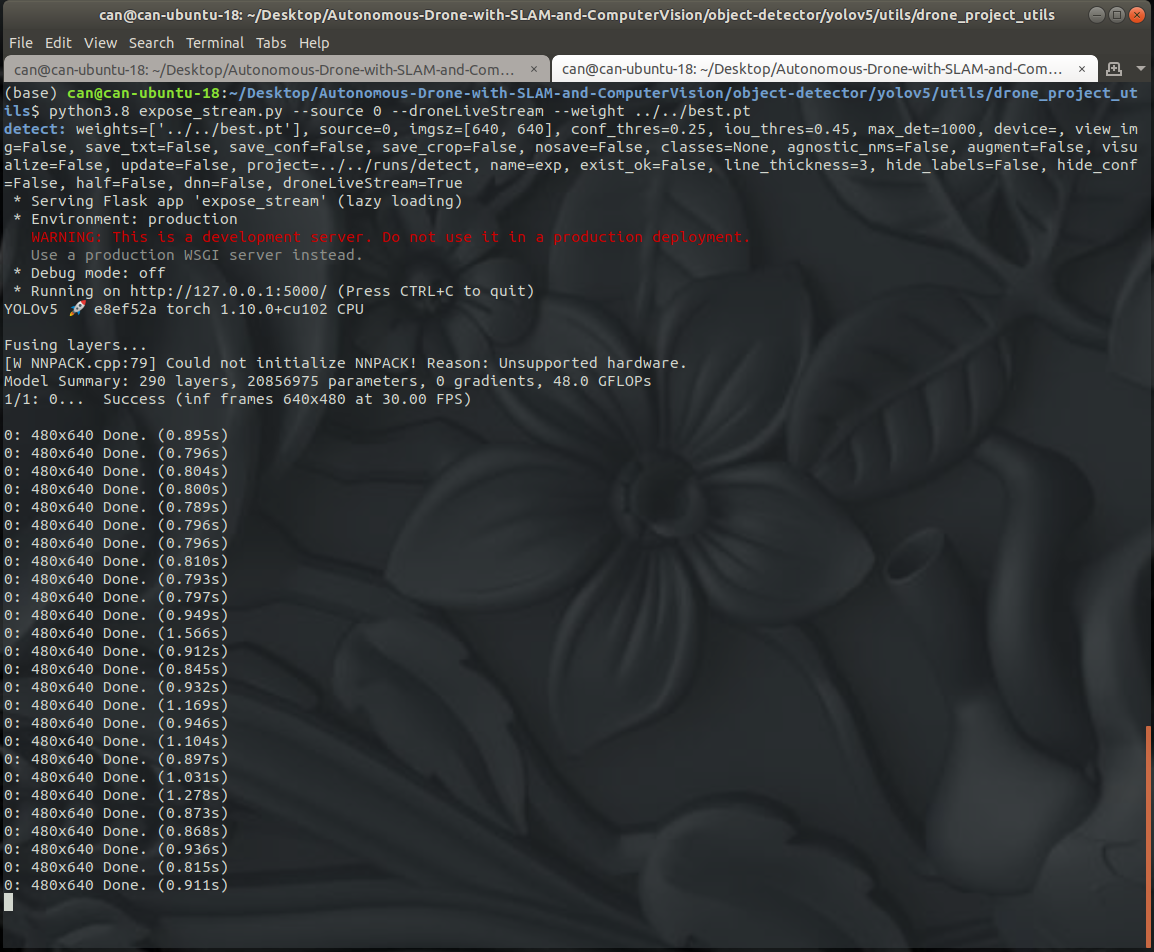 can@can-ubuntu-18: ~/Desktop/Autonomous-Drone-with-SLAM-and-ComputerVision/object-detector/yolov5/utils/drone_project_utils
File Edit View Search Terminal Tabs Help
can@can-ubuntu-18: ~/Desktop/Autonomous-Drone-with-SLAM-and-Com... × can@can-ubuntu-18: ~/Desktop/Autonomous-Drone-with-SLAM-and-Com... ×
(base) can@can-ubuntu-18:~/Desktop/Autonomous-Drone-with-SLAM-and-ComputerVision/object-detector/yolov5/utils/drone_project_ut
ils$ python3.8 expose_stream.py --source 0 --droneLiveStream --weight ../../best.pt
detect: weights=['../../best.pt'], source=0, imgsz=[640, 640], conf_thres=0.25, iou_thres=0.45, max_det=1000, device=, view_im
g=False, save_txt=False, save_conf=False, save_crop=False, nosave=False, classes=None, agnostic_nms=False, augment=False, visu
alize=False, update=False, project=../../runs/detect, name=exp, exist_ok=False, line_thickness=3, hide_labels=False, hide_conf
=False, half=False, dnn=False, droneLiveStream=True
 * Serving Flask app 'expose_stream' (lazy loading)
 * Environment: production
   WARNING: This is a development server. Do not use it in a production deployment.
   Use a production WSGI server instead.
 * Debug mode: off
 * Running on http://127.0.0.1:5000/ (Press CTRL+C to quit)
YOLOv5 🚀 e8ef52a torch 1.10.0+cu102 CPU
Fusing layers...
[W NNPACK.cpp:79] Could not initialize NNPACK! Reason: Unsupported hardware.
Model Summary: 290 layers, 20856975 parameters, 0 gradients, 48.0 GFLOPs
1/1: 0...  Success (inf frames 640x480 at 30.00 FPS)
0: 480x640 Done. (0.895s)
0: 480x640 Done. (0.796s)
0: 480x640 Done. (0.804s)
0: 480x640 Done. (0.800s)
0: 480x640 Done. (0.789s)
0: 480x640 Done. (0.796s)
0: 480x640 Done. (0.796s)
0: 480x640 Done. (0.810s)
0: 480x640 Done. (0.793s)
0: 480x640 Done. (0.797s)
0: 480x640 Done. (0.949s)
0: 480x640 Done. (1.566s)
0: 480x640 Done. (0.912s)
0: 480x640 Done. (0.845s)
0: 480x640 Done. (0.932s)
0: 480x640 Done. (1.169s)
0: 480x640 Done. (0.946s)
0: 480x640 Done. (1.104s)
0: 480x640 Done. (0.897s)
0: 480x640 Done. (1.031s)
0: 480x640 Done. (1.278s)
0: 480x640 Done. (0.873s)
0: 480x640 Done. (0.868s)
0: 480x640 Done. (0.936s)
0: 480x640 Done. (0.815s)
0: 480x640 Done. (0.911s)